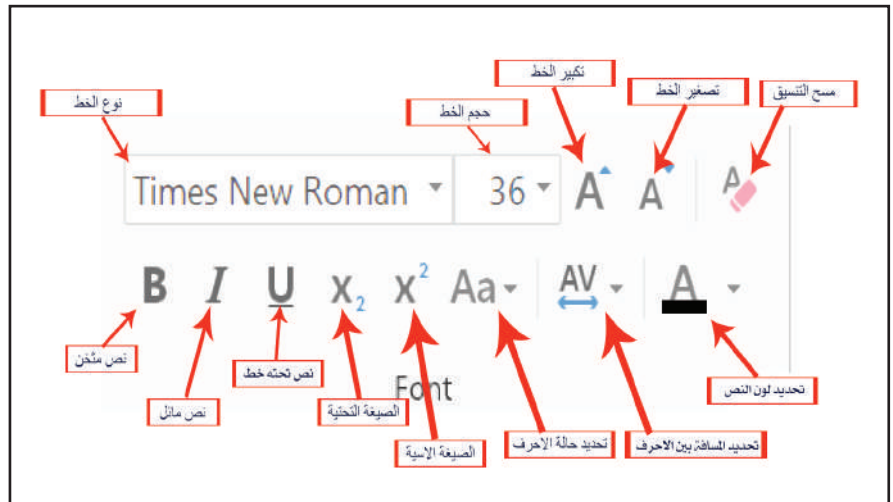 تكبير الخط
نوع الخط
حجم الخط
تصغير الخط
مسح التنسيق
Times New Roman
36
A
A
A
B
I
U
X₂
X²
Aa
AV
A
نص مثخن
نص مائل
نص تحته خط
الصيغة التحتية
Font
الصيغة الاسية
تحديد حالة الاحرف
تحديد المسافة بين الاحرف
تحديد لون النص